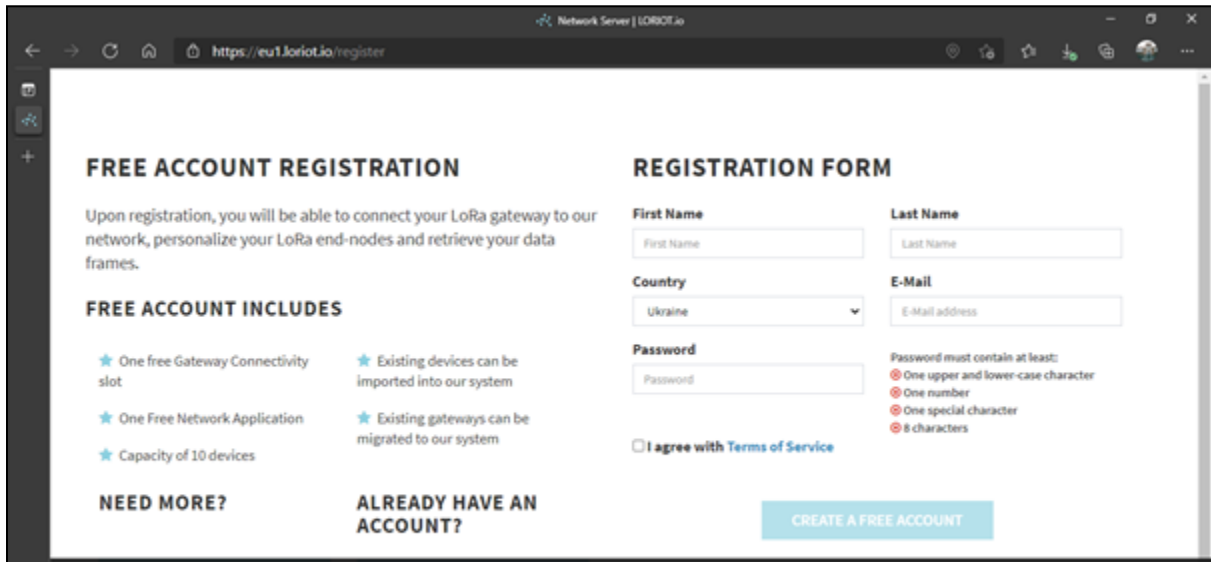 Network Server | LORIOT.io
https://eu1.loriot.io/register
FREE ACCOUNT REGISTRATION
Upon registration, you will be able to connect your LoRa gateway to our
network, personalize your LoRa end-nodes and retrieve your data
frames.
FREE ACCOUNT INCLUDES
One free Gateway Connectivity
slot
One Free Network Application
Capacity of 10 devices
Existing devices can be
imported into our system
Existing gateways can be
migrated to our system
NEED MORE?
ALREADY HAVE AN
ACCOUNT?
REGISTRATION FORM
First Name
First Name
Last Name
Last Name
Country
Ukraine
E-Mail
E-Mail address
Password
Password
Password must contain at least:
One upper and lower-case character
One number
One special character
8 characters
I agree with Terms of Service
CREATE A FREE ACCOUNT